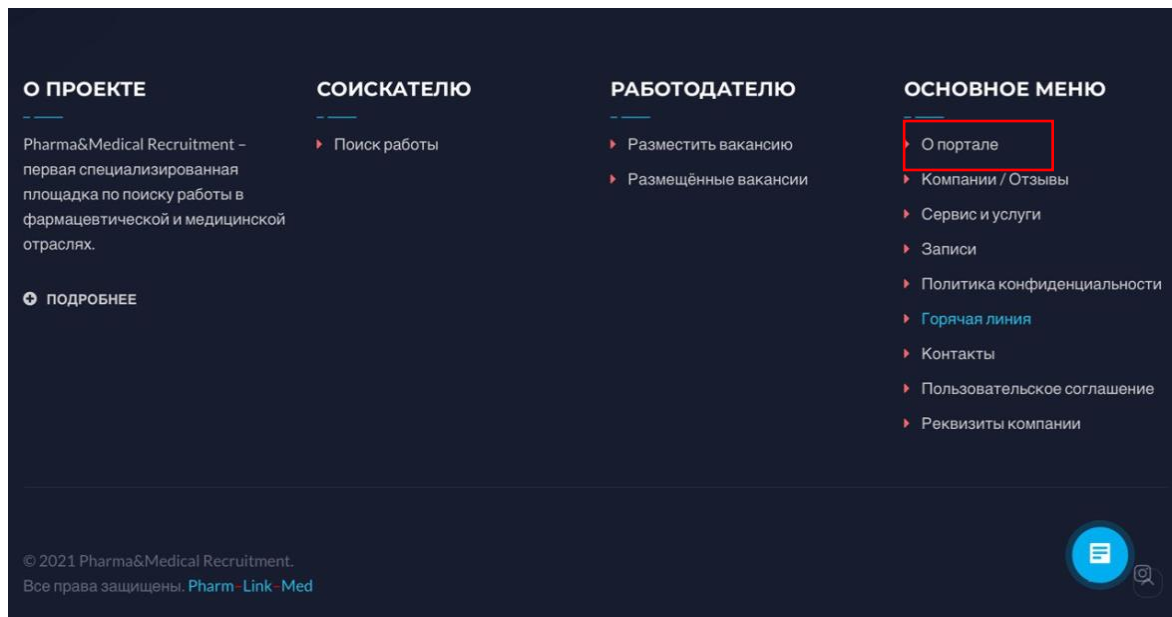 О ПРОЕКТЕ
Pharma&Medical Recruitment –
первая специализированная
площадка по поиску работы в
фармацевтической и медицинской
отраслях.
ПОДРОБНЕЕ
СОИСКАТЕЛЮ
Поиск работы
РАБОТОДАТЕЛЮ
Разместить вакансию
Размещённые вакансии
ОСНОВНОЕ МЕНЮ
О портале
Компании / Отзывы
Сервис и услуги
Записи
Политика конфиденциальности
Горячая линия
Контакты
Пользовательское соглашение
Реквизиты компании
© 2021 Pharma&Medical Recruitment.
Все права защищены. Pharm-Link-Med